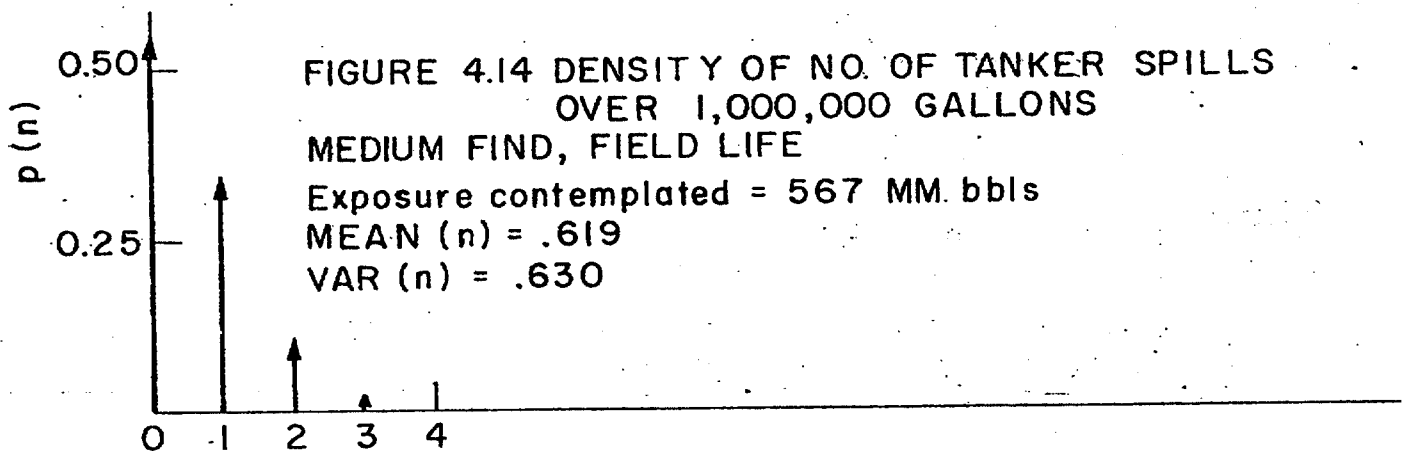 FIGURE 4.14 DENSITY OF NO. OF TANKER SPILLS
OVER 1,000,000 GALLONS
MEDIUM FIND, FIELD LIFE
Exposure contemplated = 567 MM. bbls
MEAN (n) = .619
VAR (n) = .630
p (n)
0.50
0.25
0 1 2 3 4